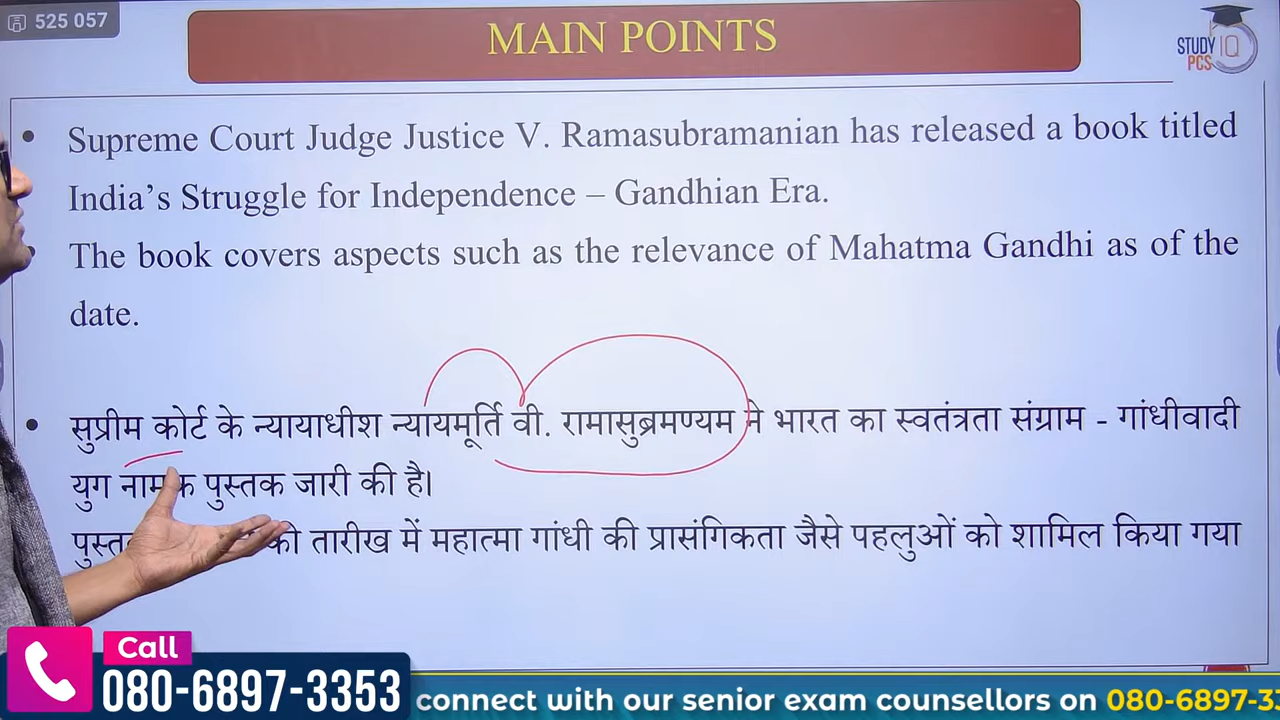 525 057
MAIN POINTS
STUDY IQ
PCS
• Supreme Court Judge Justice V. Ramasubramanian has released a book titled
India’s Struggle for Independence – Gandhian Era.
The book covers aspects such as the relevance of Mahatma Gandhi as of the
date.
• सुप्रीम कोर्ट के न्यायाधीश न्यायमूर्ति वी. रामासुब्रमण्यम ने भारत का स्वतंत्रता संग्राम - गांधीवादी
युग नामक पुस्तक जारी की है।
तारीख में महात्मा गांधी की प्रासंगिकता जैसे पहलुओं को शामिल किया गया
Call
080-6897-3353
connect with our senior exam counsellors on 080-6897-33